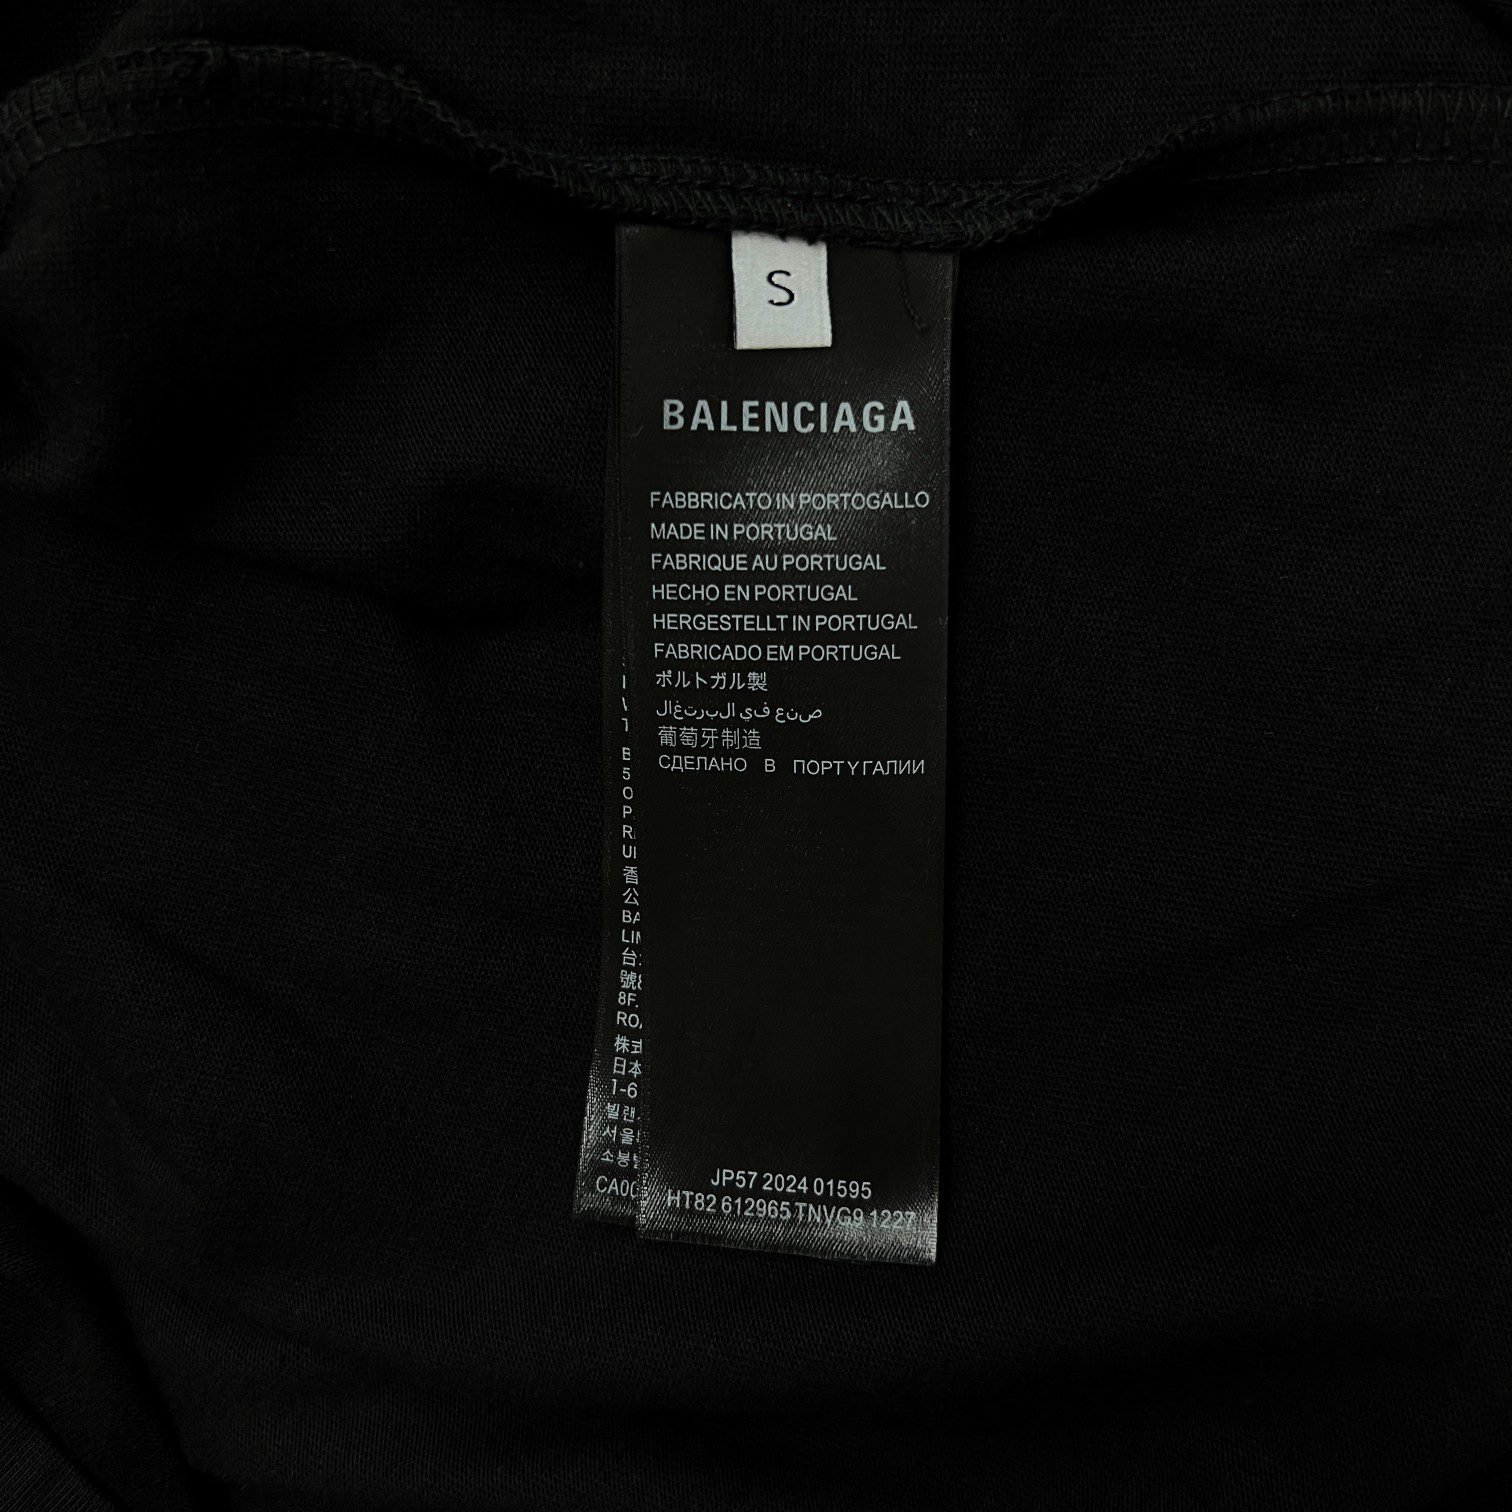 S
BALENCIAGA
FABBRICATO IN PORTOGALLO
MADE IN PORTUGAL
FABRIQUE AU PORTUGAL
HECHO EN PORTUGAL
HERGESTELLT IN PORTUGAL
FABRICADO EM PORTUGAL
ポルトガル製
صنع في البرتغال
葡萄牙制造
СДЕЛАНО В ПОРТУГАЛИИ
JP57 2024 01595
HT82 612965 TNVG9 1227